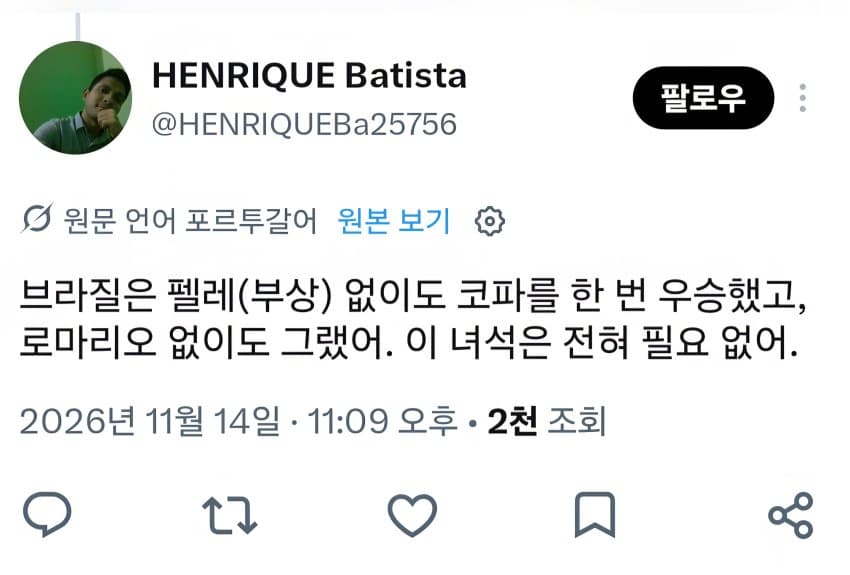 HENRIQUE Batista
팔로우
@HENRIQUEBa25756
원문 언어 포르투갈어 원본 보기
브라질은 펠레(부상) 없이도 코파를 한 번 우승했고,
로마리오 없이도 그랬어. 이 녀석은 전혀 필요 없어.
2026년 11월 14일 · 11:09 오후 · 2천 조회